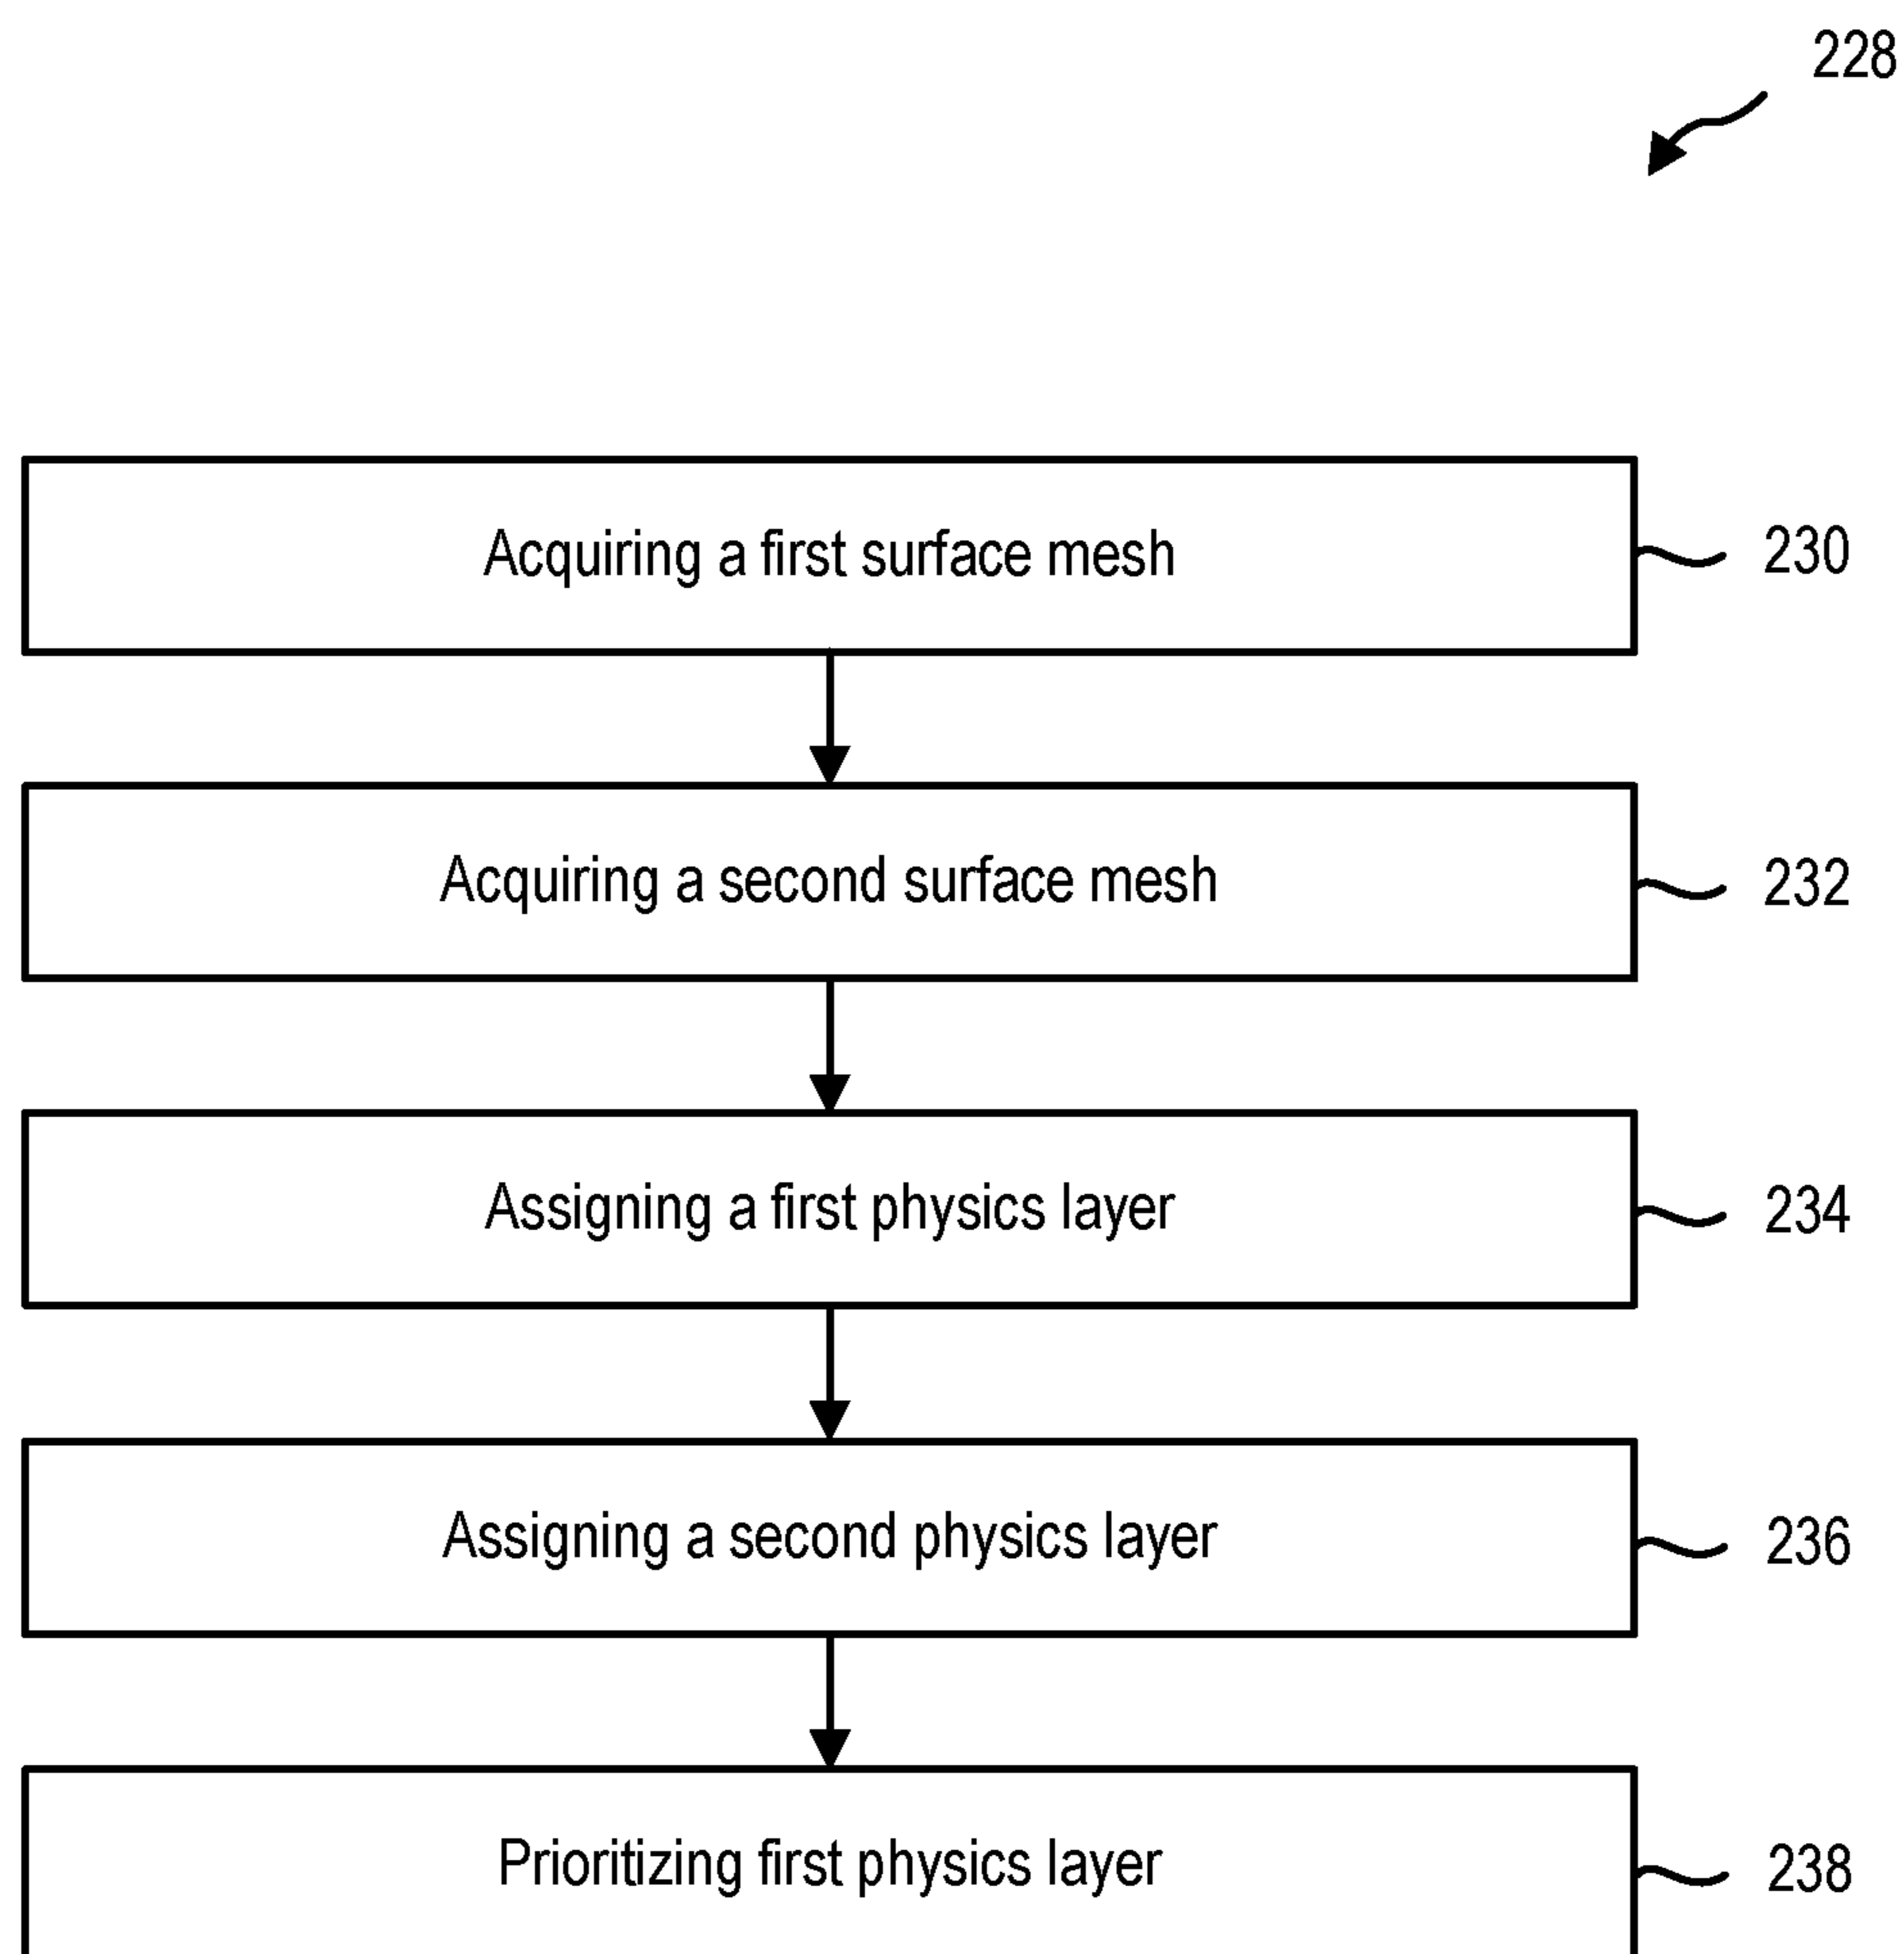 228
Acquiring a first surface mesh
230
Acquiring a second surface mesh
232
Assigning a first physics layer
234
Assigning a second physics layer
236
Prioritizing first physics layer
238